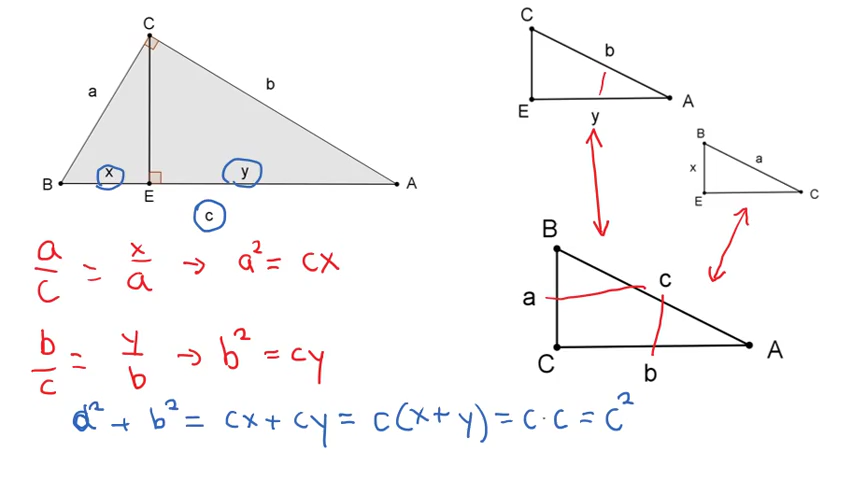 C
a
b
B
x
y
A
E
c
C
b
E
y
A
B
x
a
E
C
B
a
c
C
b
A
a/c = x/a → a² = cx
b/c = y/b → b² = cy
a² + b² = cx + cy = c(x+y) = c·c = c²